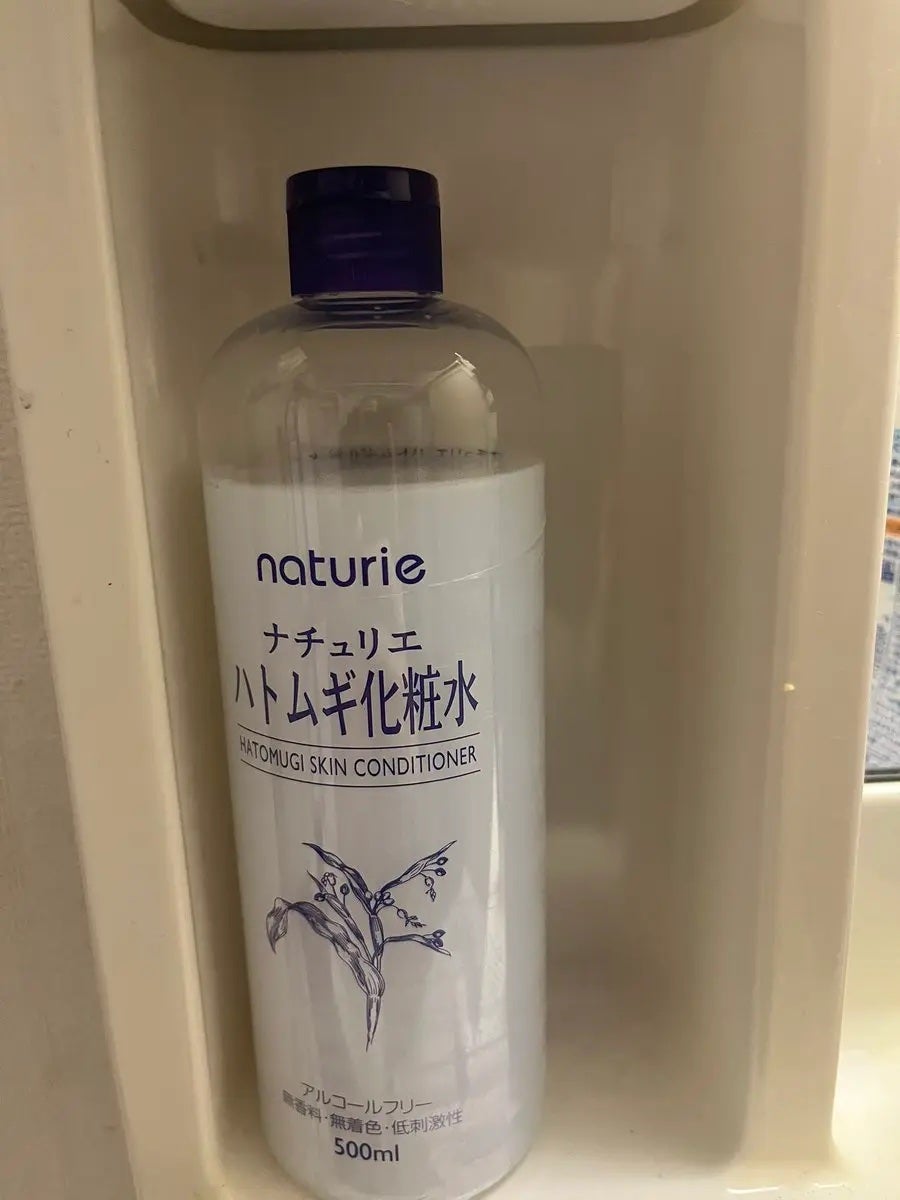 naturie
ナチュリエ
ハトムギ化粧水
HATOMUGI SKIN CONDITIONER
アルコールフリー
無香料・無着色・低刺激性
500ml